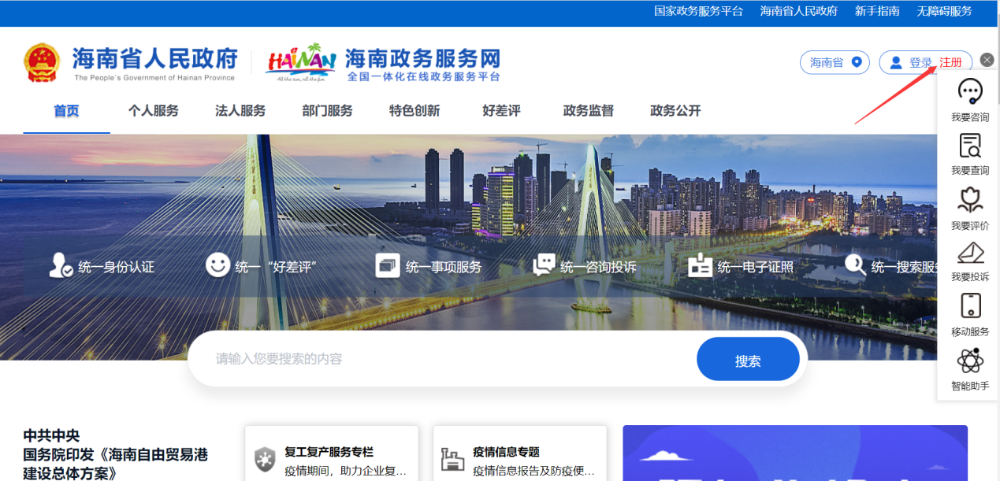 国家政务服务平台 海南省人民政府 新手指南 无障碍服务
海南省人民政府
The People's Government of Hainan Province
HAINAN
All the sun, all the fun
海南政务服务网
全国一体化在线政务服务平台
海南省
登录 注册
首页 个人服务 法人服务 部门服务 特色创新 好差评 政务监督 政务公开
我要咨询
我要查询
我要评价
我要投诉
移动服务
智能助手
统一身份认证 统一“好差评” 统一事项服务 统一咨询投诉 统一电子证照 统一搜索服
请输入您要搜索的内容
搜索
中共中央
国务院印发《海南自由贸易港
建设总体方案》
复工复产服务专栏
疫情期间，助力企业复...
疫情信息专题
疫情信息报告及防疫便...